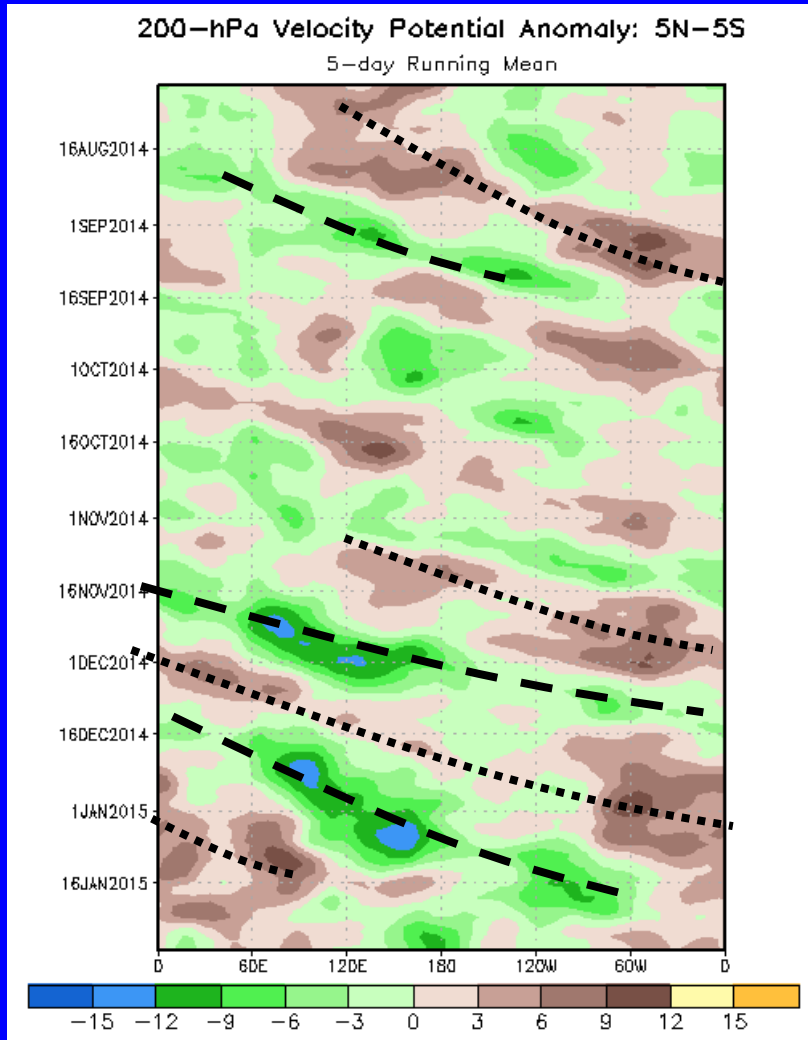 200-hPa Velocity Potential Anomaly: 5N-5S
5-day Running Mean
16AUG2014
1SEP2014
16SEP2014
1OCT2014
16OCT2014
1NOV2014
16NOV2014
1DEC2014
16DEC2014
1JAN2015
16JAN2015
0 60E 120E 180 120W 60W 0
-15 -12 -9 -6 -3 0 3 6 9 12 15